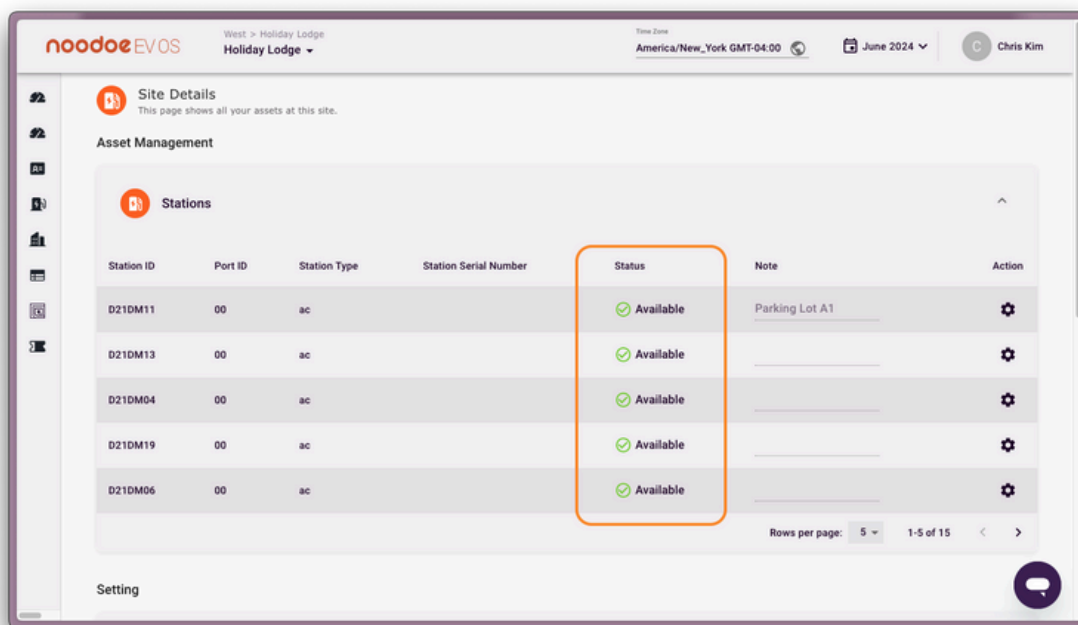 noodoe EV OS
West > Holiday Lodge
Holiday Lodge
Time Zone
America/New_York GMT-04:00
June 2024
C
Chris Kim
Site Details
This page shows all your assets at this site.
Asset Management
Stations
Station ID Port ID Station Type Station Serial Number Status Note Action
D21DM11 00 ac Available Parking Lot A1
D21DM13 00 ac Available
D21DM04 00 ac Available
D21DM19 00 ac Available
D21DM06 00 ac Available
Rows per page: 5 1-5 of 15
Setting